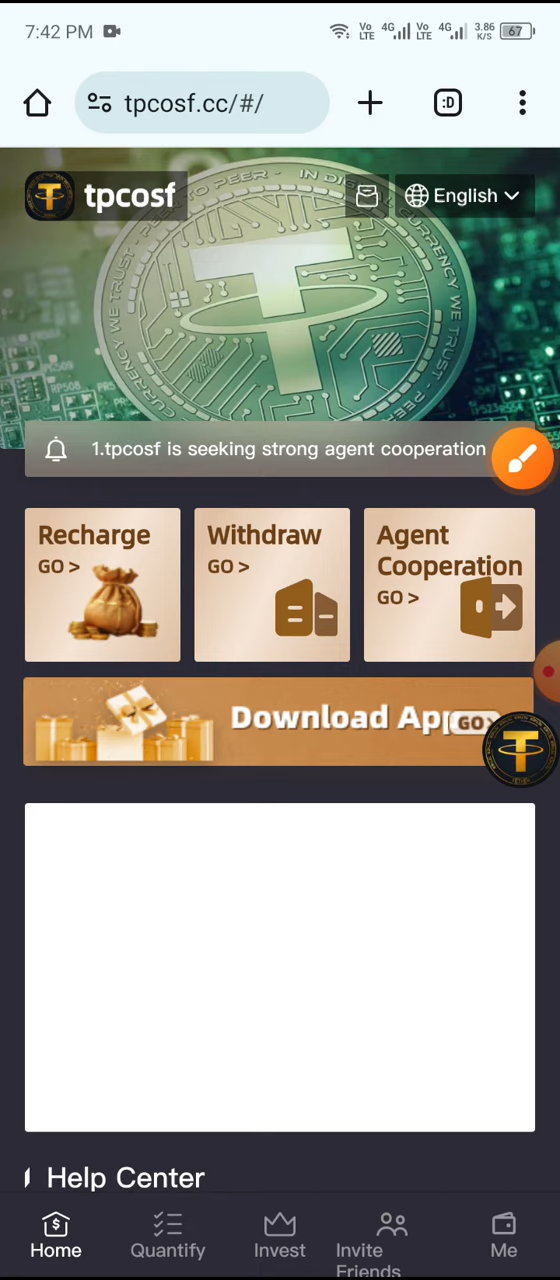 7:42 PM
Vo LTE 4G Vo LTE 4G 3.86 K/S 67
tpcosf.cc/#/
:D
tpcosf
English
1.tpcosf is seeking strong agent cooperation
Recharge
GO >
Withdraw
GO >
Agent
Cooperation
GO >
Download App
GO >
Help Center
Home
Quantify
Invest
Invite
Friends
Me